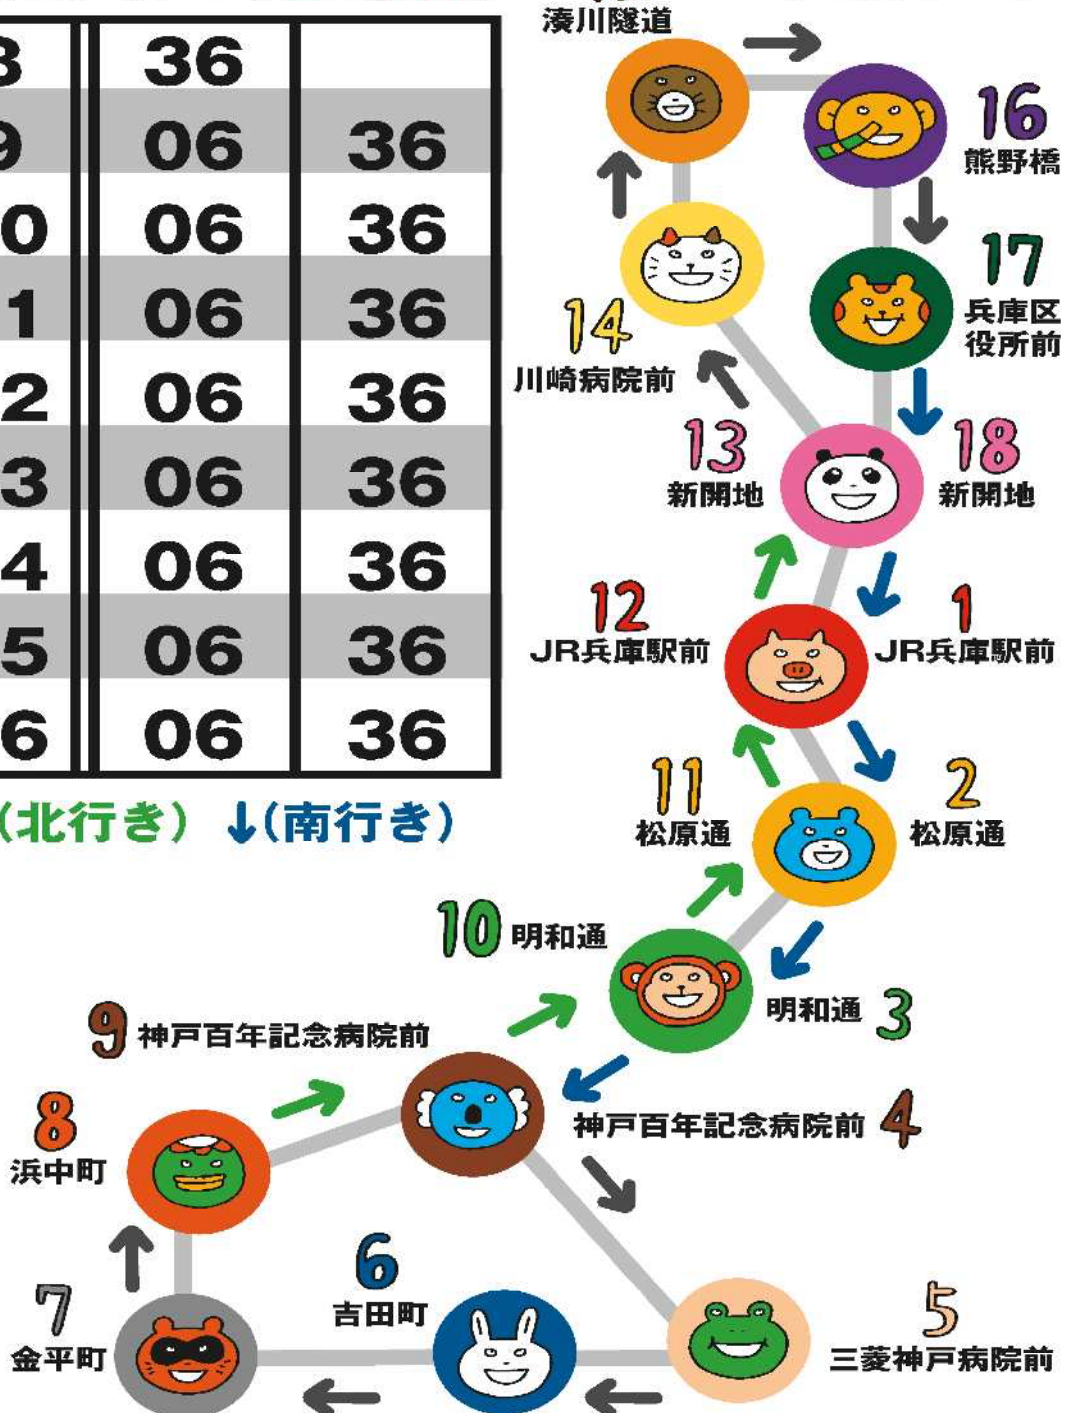 36
06 36
06 36
1 06 36
2 06 36
3 06 36
4 06 36
5 06 36
6 06 36
(北行き) ↓(南行き)
湊川隧道
16
熊野橋
17
兵庫区
役所前
14
川崎病院前
13
新開地
18
新開地
12
JR兵庫駅前
1
JR兵庫駅前
11
松原通
2
松原通
10 明和通
明和通 3
9 神戸百年記念病院前
神戸百年記念病院前 4
8
浜中町
7
金平町
6
吉田町
5
三菱神戸病院前